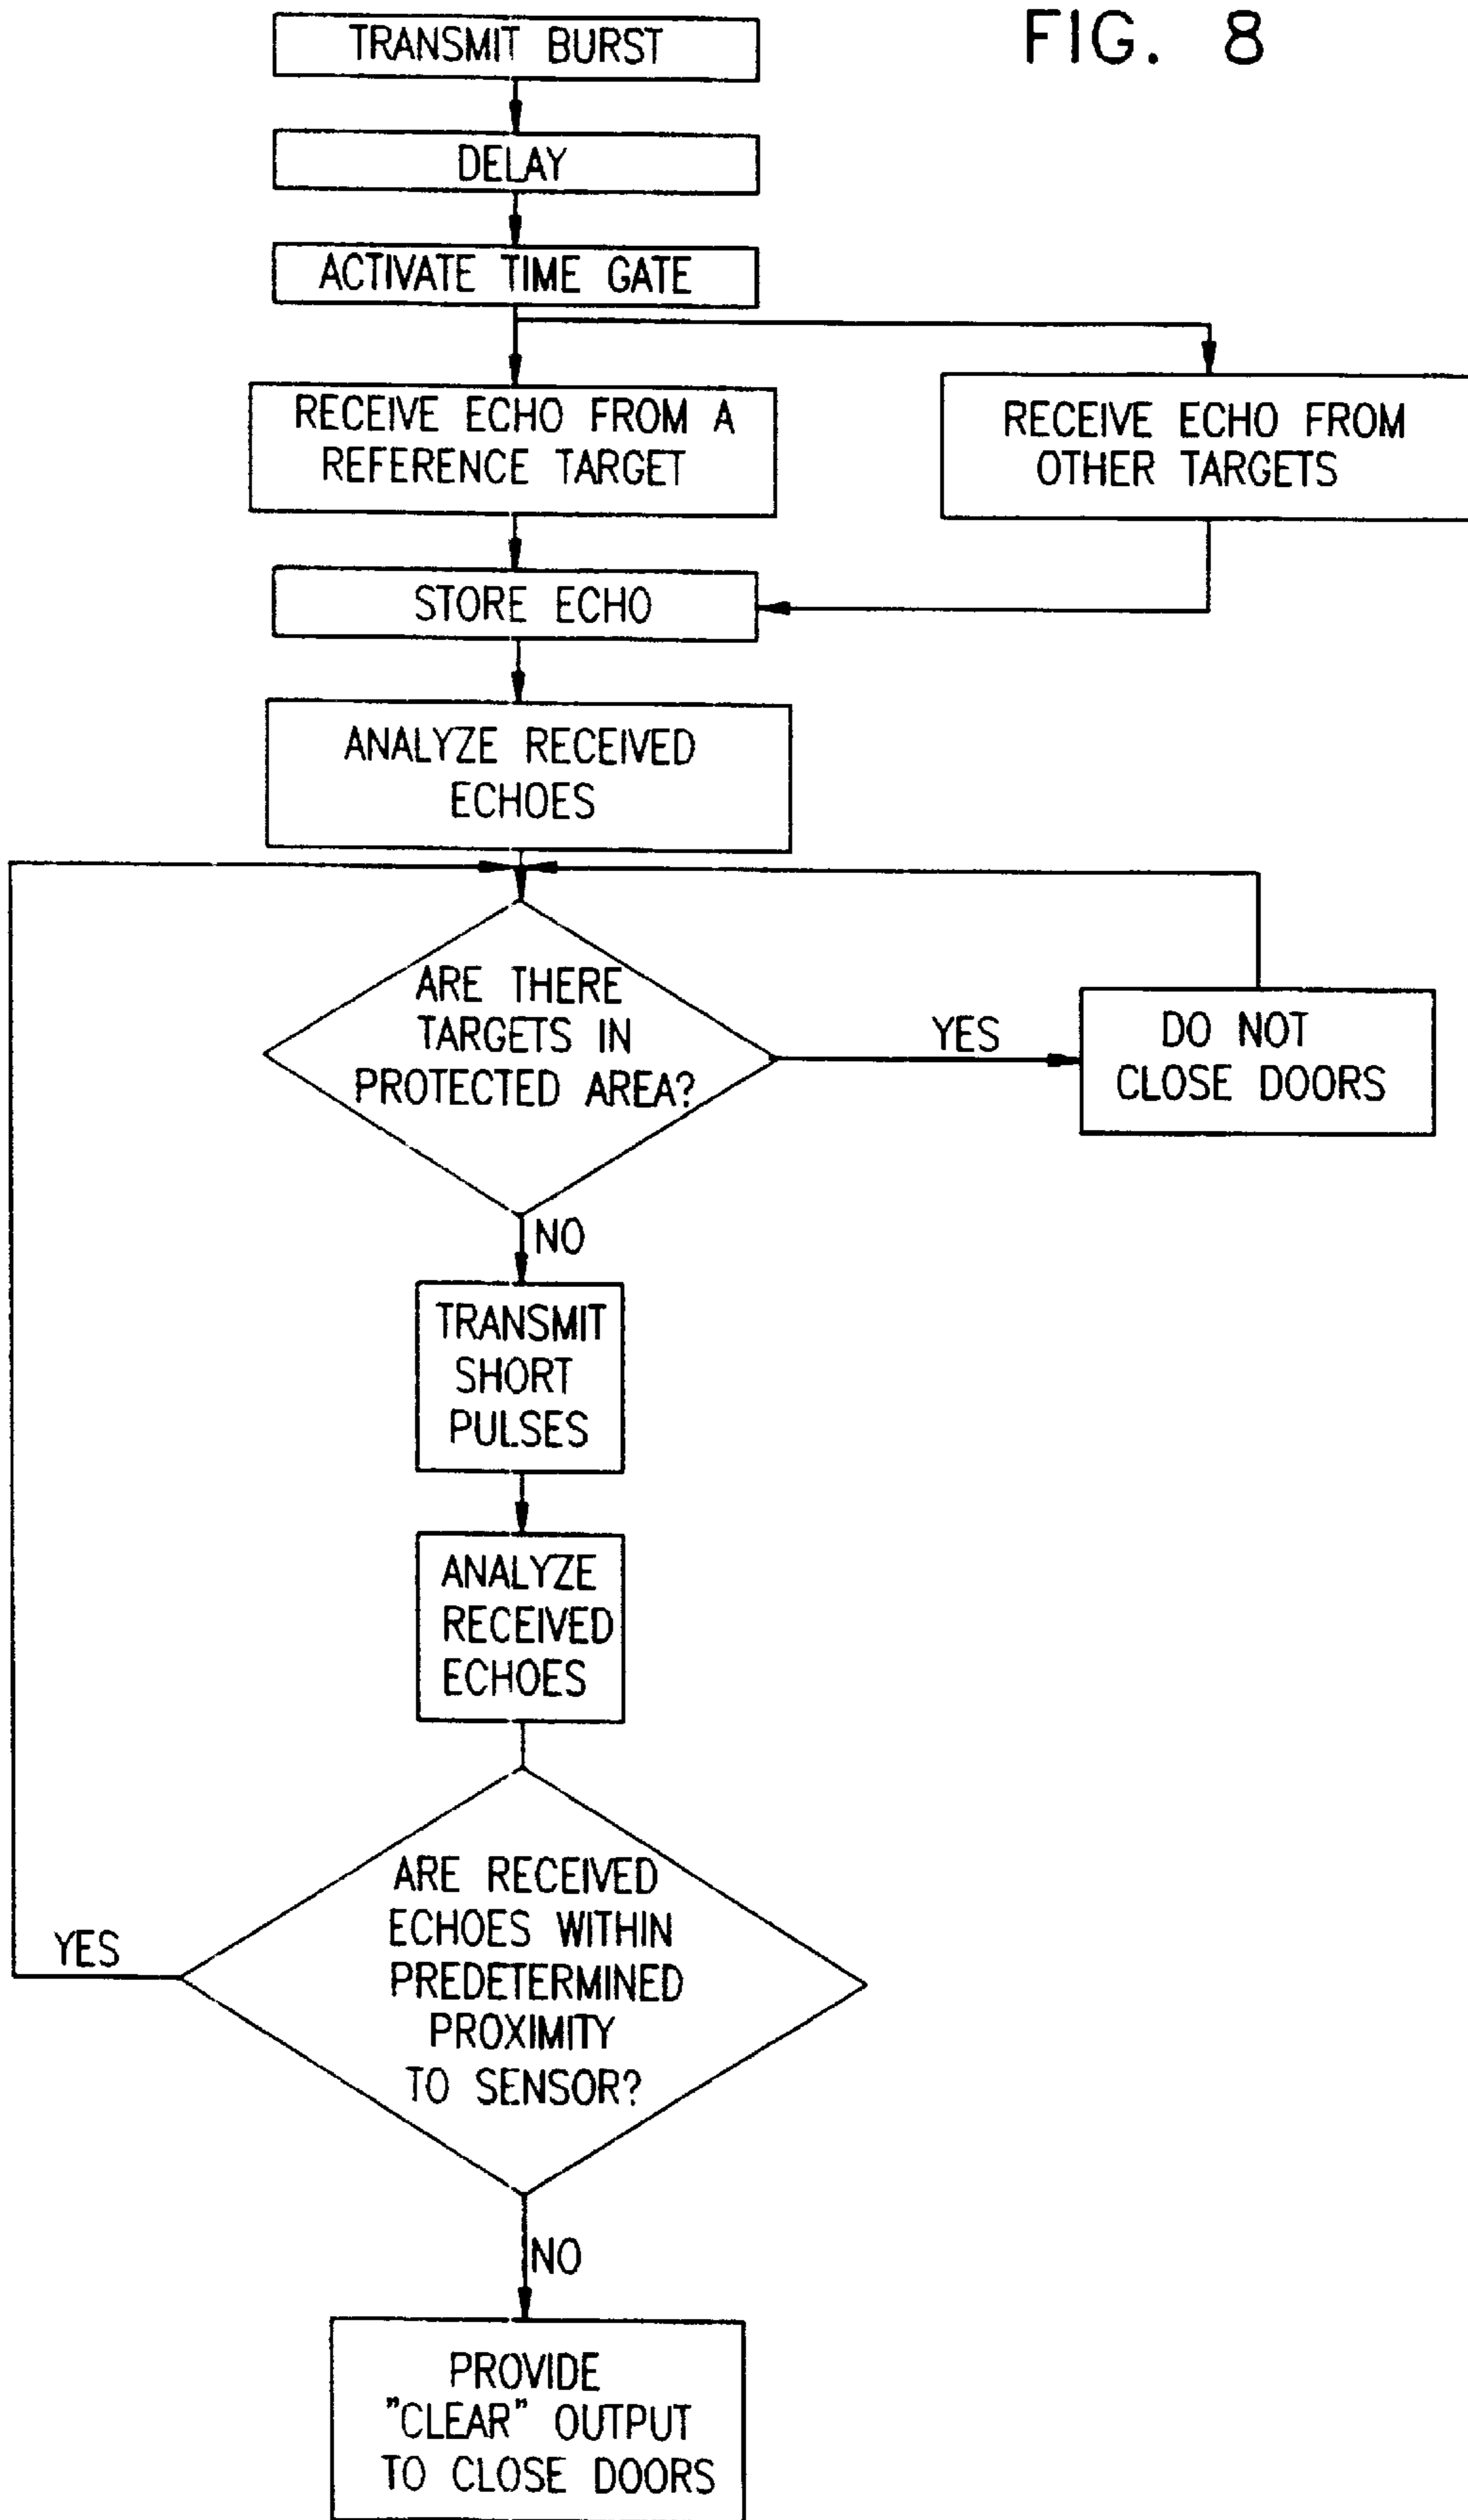 FIG. 8
TRANSMIT BURST
DELAY
ACTIVATE TIME GATE
RECEIVE ECHO FROM A
REFERENCE TARGET
RECEIVE ECHO FROM
OTHER TARGETS
STORE ECHO
ANALYZE RECEIVED
ECHOES
ARE THERE
TARGETS IN
PROTECTED AREA?
YES
DO NOT
CLOSE DOORS
NO
TRANSMIT
SHORT
PULSES
ANALYZE
RECEIVED
ECHOES
ARE RECEIVED
ECHOES WITHIN
PREDETERMINED
PROXIMITY
TO SENSOR?
YES
NO
PROVIDE
"CLEAR" OUTPUT
TO CLOSE DOORS